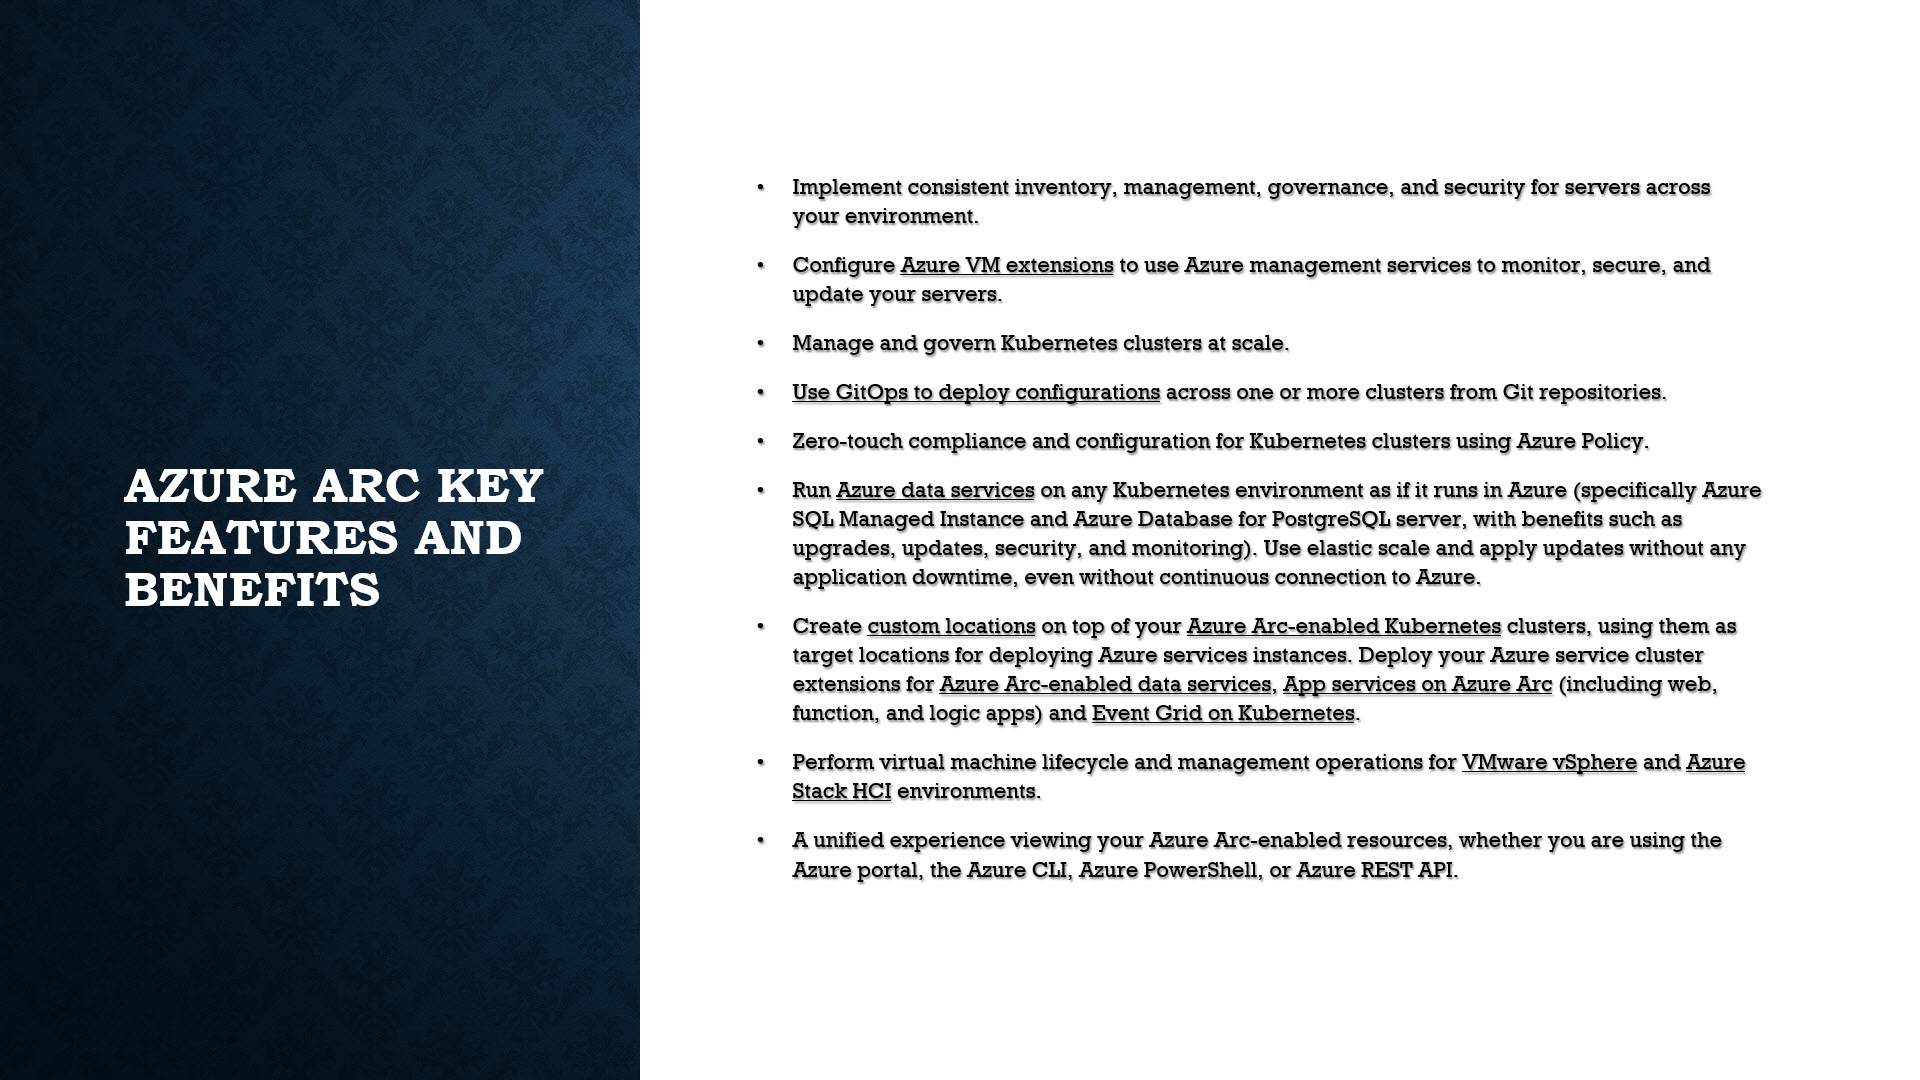 AZURE ARC KEY
FEATURES AND
BENEFITS
• Implement consistent inventory, management, governance, and security for servers across
your environment.
• Configure Azure VM extensions to use Azure management services to monitor, secure, and
update your servers.
• Manage and govern Kubernetes clusters at scale.
• Use GitOps to deploy configurations across one or more clusters from Git repositories.
• Zero-touch compliance and configuration for Kubernetes clusters using Azure Policy.
• Run Azure data services on any Kubernetes environment as if it runs in Azure (specifically Azure
SQL Managed Instance and Azure Database for PostgreSQL server, with benefits such as
upgrades, updates, security, and monitoring). Use elastic scale and apply updates without any
application downtime, even without continuous connection to Azure.
• Create custom locations on top of your Azure Arc-enabled Kubernetes clusters, using them as
target locations for deploying Azure services instances. Deploy your Azure service cluster
extensions for Azure Arc-enabled data services, App services on Azure Arc (including web,
function, and logic apps) and Event Grid on Kubernetes.
• Perform virtual machine lifecycle and management operations for VMware vSphere and Azure
Stack HCI environments.
• A unified experience viewing your Azure Arc-enabled resources, whether you are using the
Azure portal, the Azure CLI, Azure PowerShell, or Azure REST API.